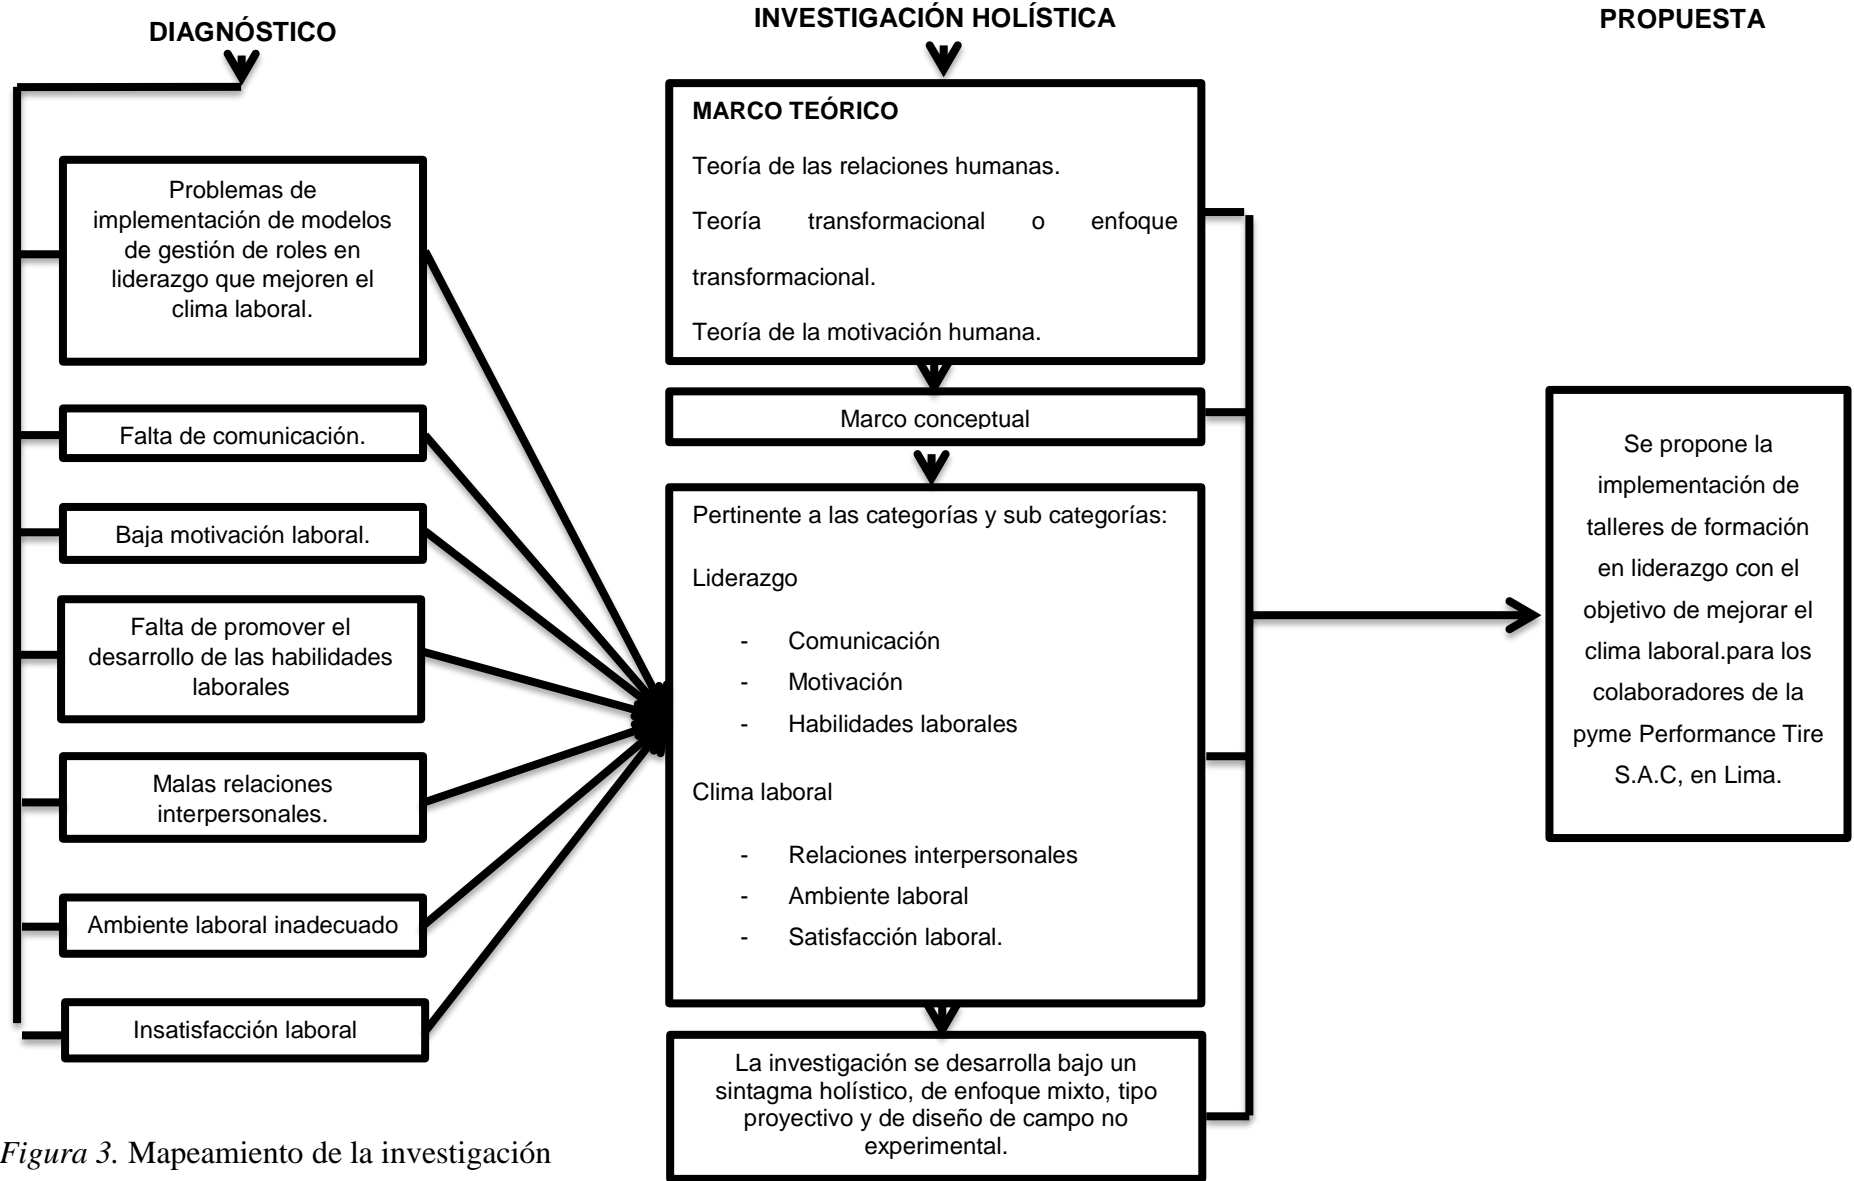 DIAGNÓSTICO
Problemas de
implementación de modelos
de gestión de roles en
liderazgo que mejoren el
clima laboral.
Falta de comunicación.
Baja motivación laboral.
Falta de promover el
desarrollo de las habilidades
laborales
Malas relaciones
interpersonales.
Ambiente laboral inadecuado
Insatisfacción laboral
INVESTIGACIÓN HOLÍSTICA
MARCO TEÓRICO
Teoría de las relaciones humanas.
Teoría transformacional o enfoque
transformacional.
Teoría de la motivación humana.
Marco conceptual
Pertinente a las categorías y sub categorías:
Liderazgo
- Comunicación
- Motivación
- Habilidades laborales
Clima laboral
- Relaciones interpersonales
- Ambiente laboral
- Satisfacción laboral.
La investigación se desarrolla bajo un
sintagma holístico, de enfoque mixto, tipo
proyectivo y de diseño de campo no
experimental.
PROPUESTA
Se propone la
implementación de
talleres de formación
en liderazgo con el
objetivo de mejorar el
clima laboral.para los
colaboradores de la
pyme Performance Tire
S.A.C, en Lima.
Figura 3. Mapeamiento de la investigación